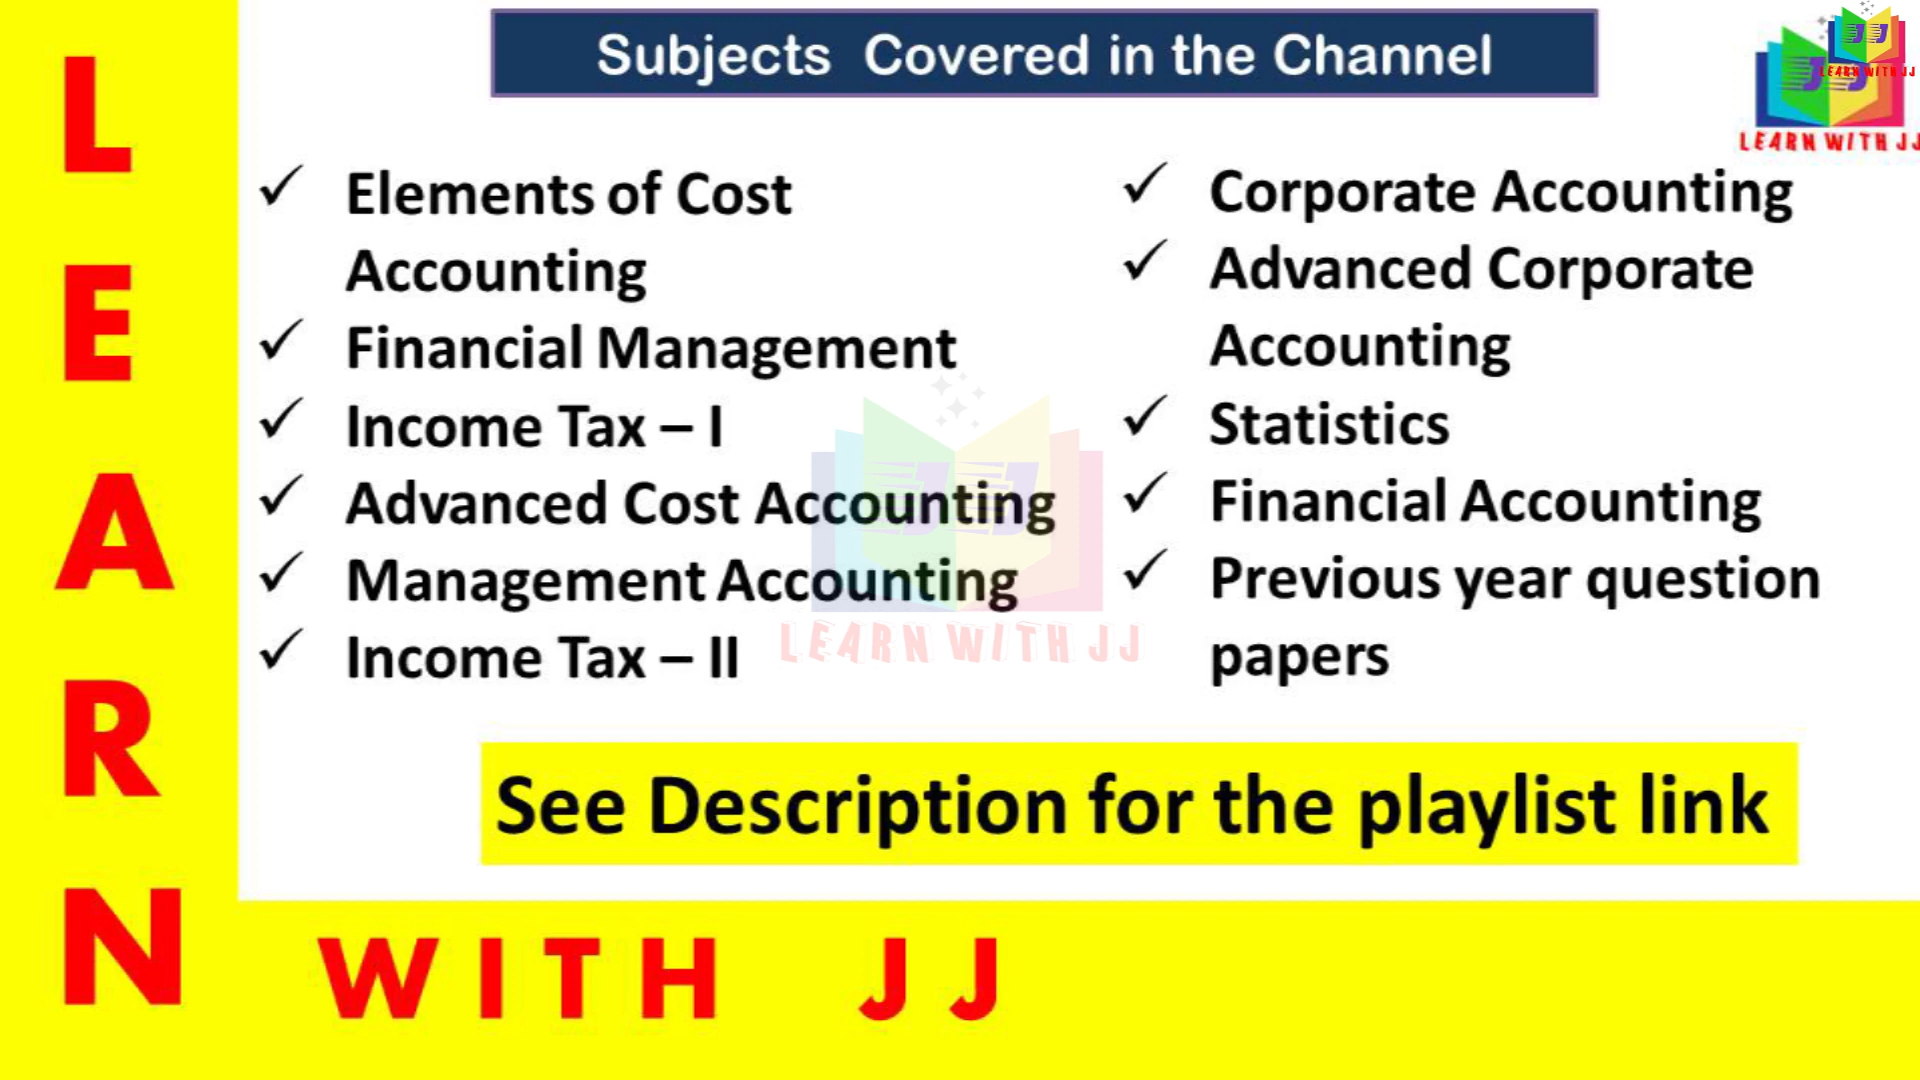 Subjects Covered in the Channel
LEARN WITH JJ
LEARN WITH JJ
Elements of Cost
Accounting
Financial Management
Income Tax – I
Advanced Cost Accounting
Management Accounting
Income Tax – II
Corporate Accounting
Advanced Corporate
Accounting
Statistics
Financial Accounting
Previous year question
papers
LEARN WITH JJ
See Description for the playlist link
L
E
A
R
N
WITH JJ